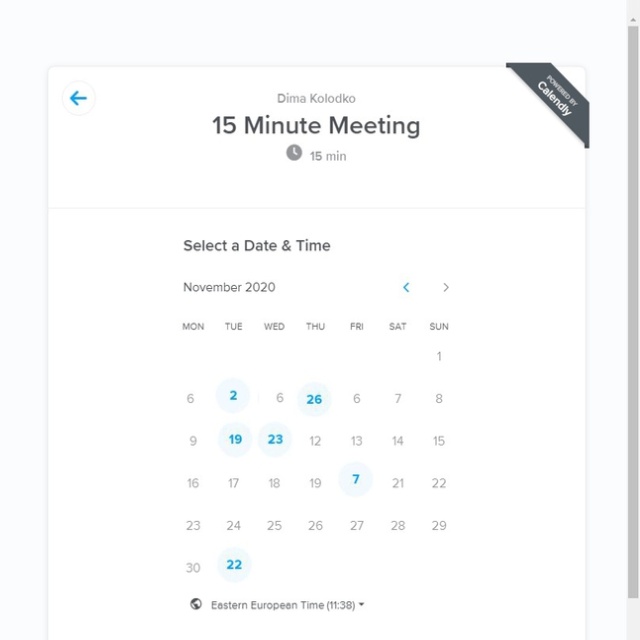 POWERED BY
Calendly
Dima Kolodko
15 Minute Meeting
15 min
Select a Date & Time
November 2020
MON TUE WED THU FRI SAT SUN
1
6 2 6 26 6 7 8
9 19 23 12 13 14 15
16 17 18 19 7 21 22
23 24 25 26 27 28 29
30 22
Eastern European Time (11:38)